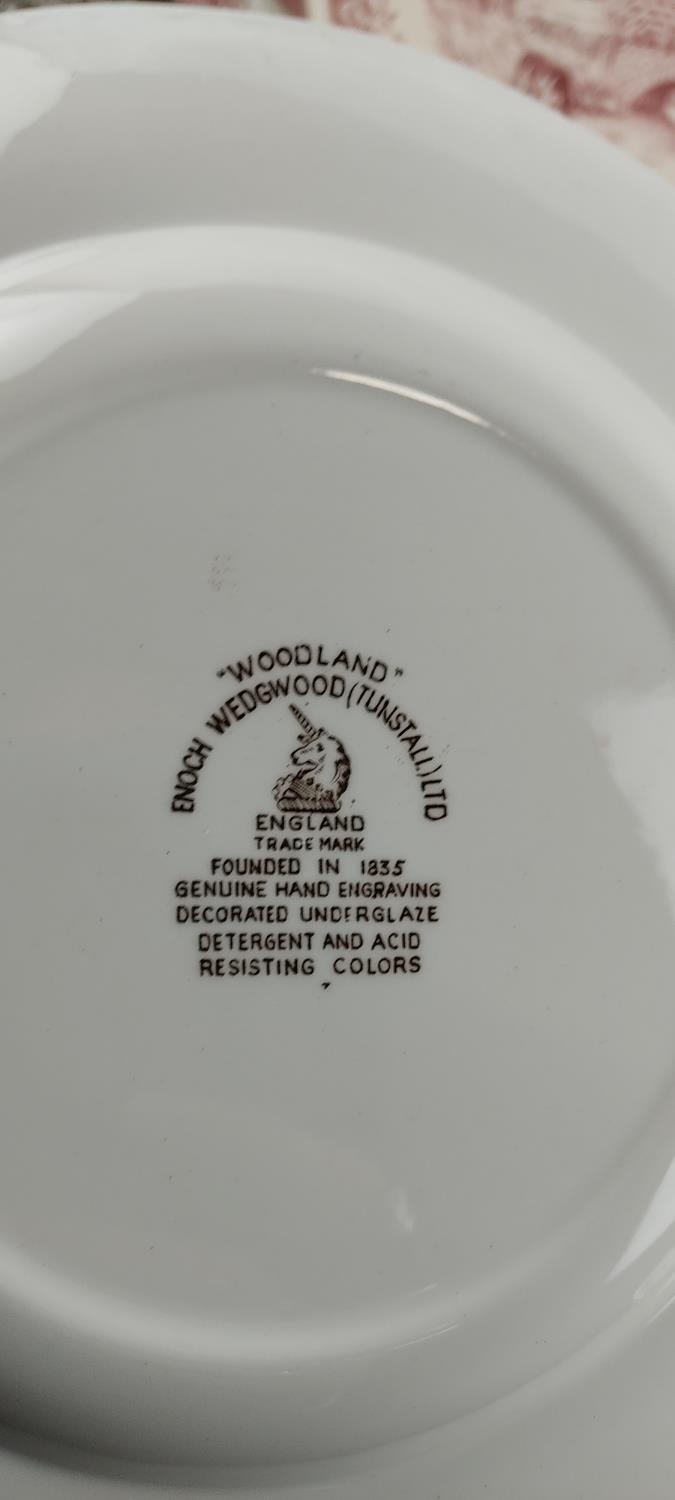 "WOODLAND"
ENOCH WEDGWOOD (TUNSTALL) LTD
ENGLAND
TRADE MARK
FOUNDED IN 1835
GENUINE HAND ENGRAVING
DECORATED UNDERGLAZE
DETERGENT AND ACID
RESISTING COLORS